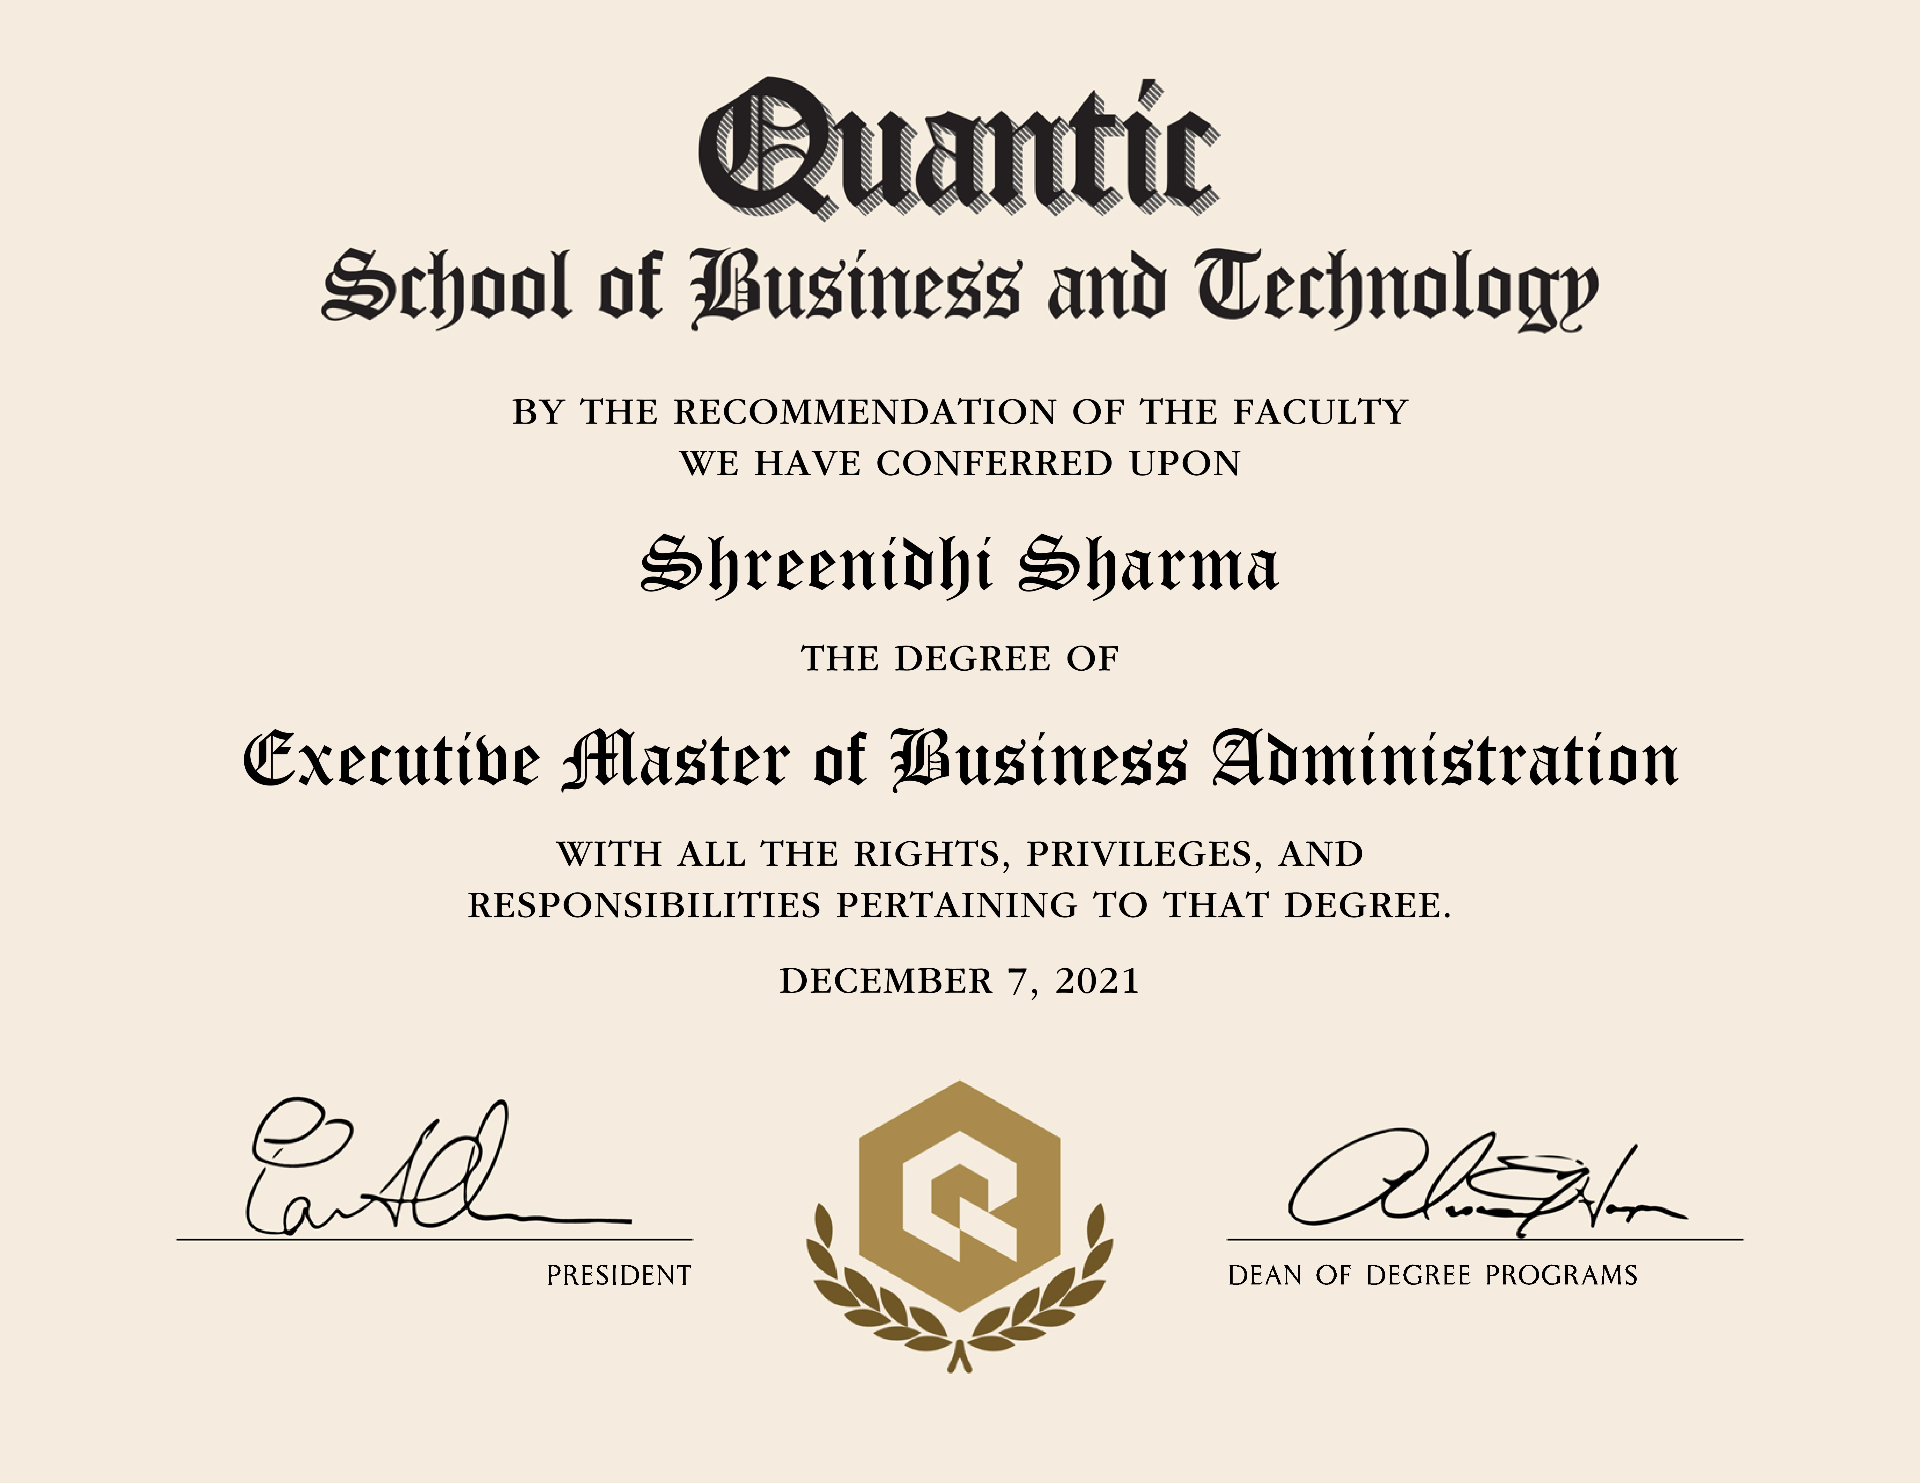 Quantic
School of Business and Technology
BY THE RECOMMENDATION OF THE FACULTY
WE HAVE CONFERRED UPON
Shreenidhi Sharma
THE DEGREE OF
Executive Master of Business Administration
WITH ALL THE RIGHTS, PRIVILEGES, AND
RESPONSIBILITIES PERTAINING TO THAT DEGREE.
DECEMBER 7, 2021
PRESIDENT
DEAN OF DEGREE PROGRAMS